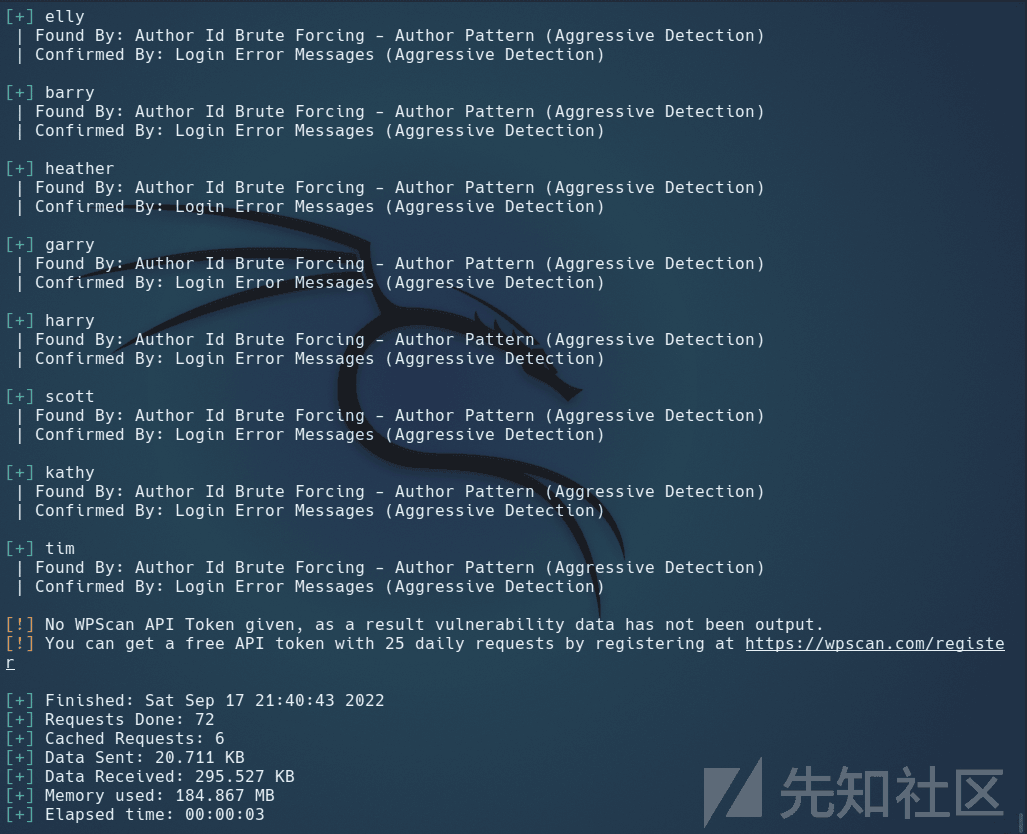 [+] elly
 | Found By: Author Id Brute Forcing - Author Pattern (Aggressive Detection)
 | Confirmed By: Login Error Messages (Aggressive Detection)
[+] barry
 | Found By: Author Id Brute Forcing - Author Pattern (Aggressive Detection)
 | Confirmed By: Login Error Messages (Aggressive Detection)
[+] heather
 | Found By: Author Id Brute Forcing - Author Pattern (Aggressive Detection)
 | Confirmed By: Login Error Messages (Aggressive Detection)
[+] garry
 | Found By: Author Id Brute Forcing - Author Pattern (Aggressive Detection)
 | Confirmed By: Login Error Messages (Aggressive Detection)
[+] harry
 | Found By: Author Id Brute Forcing - Author Pattern (Aggressive Detection)
 | Confirmed By: Login Error Messages (Aggressive Detection)
[+] scott
 | Found By: Author Id Brute Forcing - Author Pattern (Aggressive Detection)
 | Confirmed By: Login Error Messages (Aggressive Detection)
[+] kathy
 | Found By: Author Id Brute Forcing - Author Pattern (Aggressive Detection)
 | Confirmed By: Login Error Messages (Aggressive Detection)
[+] tim
 | Found By: Author Id Brute Forcing - Author Pattern (Aggressive Detection)
 | Confirmed By: Login Error Messages (Aggressive Detection)
[!] No WPScan API Token given, as a result vulnerability data has not been output.
[!] You can get a free API token with 25 daily requests by registering at https://wpscan.com/registe
r
[+] Finished: Sat Sep 17 21:40:43 2022
[+] Requests Done: 72
[+] Cached Requests: 6
[+] Data Sent: 20.711 KB
[+] Data Received: 295.527 KB
[+] Memory used: 184.867 MB
[+] Elapsed time: 00:00:03
先知社区